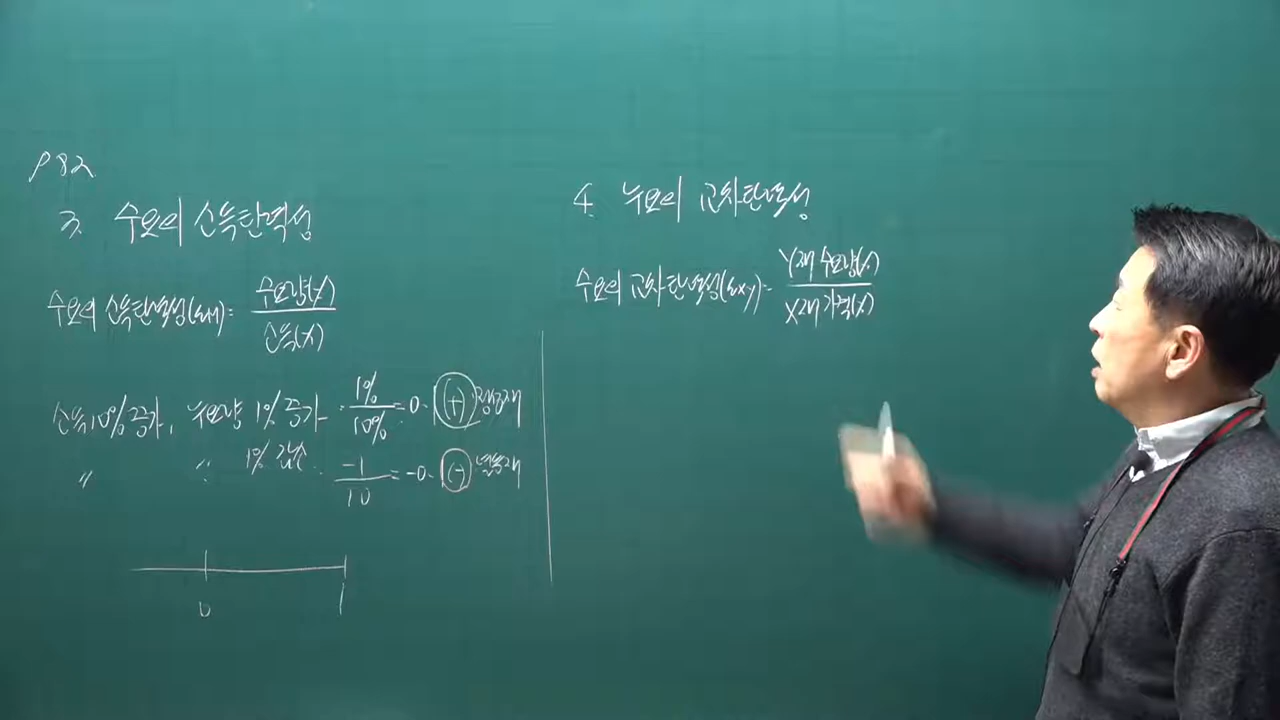 P82
3. 수요의 소득탄력성
수요의 소득탄력성 = 수요량(%) / 소득(%)
소득 10% 증가, 수요량 1% 증가 1% / 10% = 0. (+) 정상재
〃 〃 1% 감소 -1 / 10 = -0. (-) 열등재
0 1
4. 수요의 교차탄력성
수요의 교차탄력성(εxy) = Y재 수요량(%) / X재 가격(%)